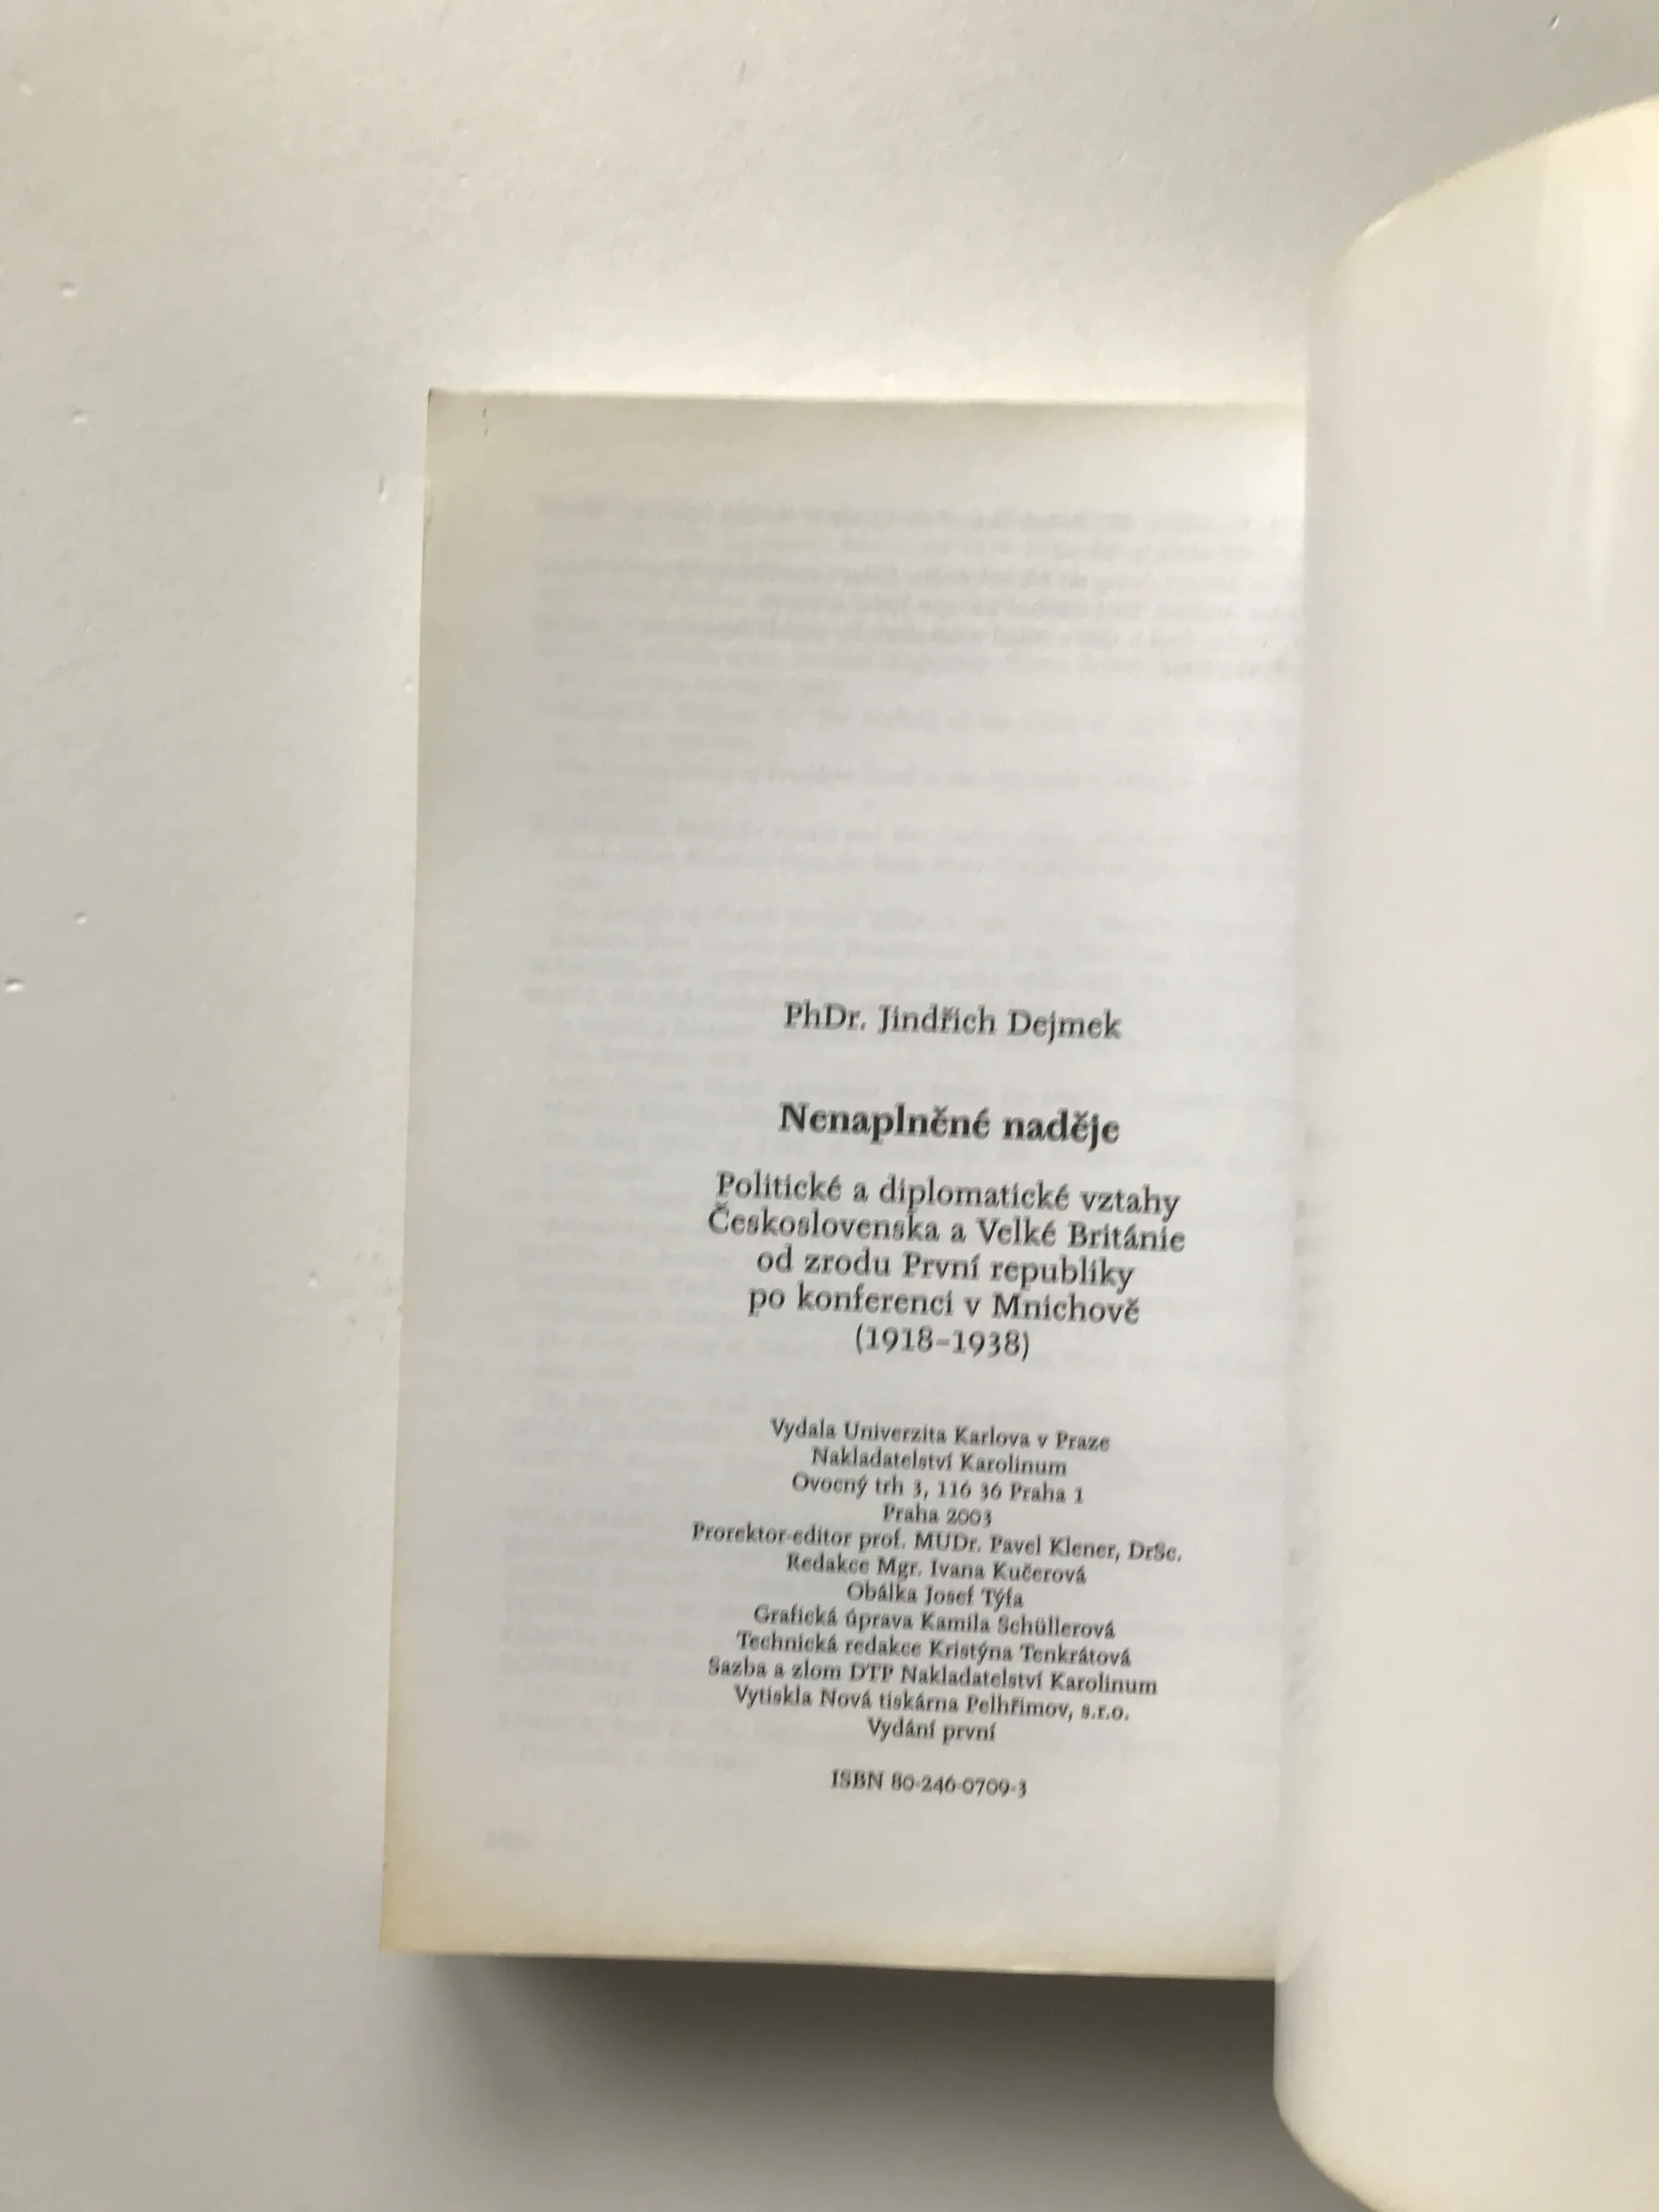 PhDr. Jindřich Dejmek
Nenaplněné naděje
Politické a diplomatické vztahy
Československa a Velké Británie
od zrodu První republiky
po konferenci v Mnichově
(1918–1938)
Vydala Univerzita Karlova v Praze
Nakladatelství Karolinum
Ovocný trh 3, 116 36 Praha 1
Praha 2003
Prorektor-editor prof. MUDr. Pavel Klener, DrSc.
Redakce Mgr. Ivana Kučerová
Obálka Josef Týfa
Grafická úprava Kamila Schüllerová
Technická redakce Kristýna Tenkrátová
Sazba a zlom DTP Nakladatelství Karolinum
Vytiskla Nová tiskárna Pelhřimov, s.r.o.
Vydání první
ISBN 80-246-0709-3